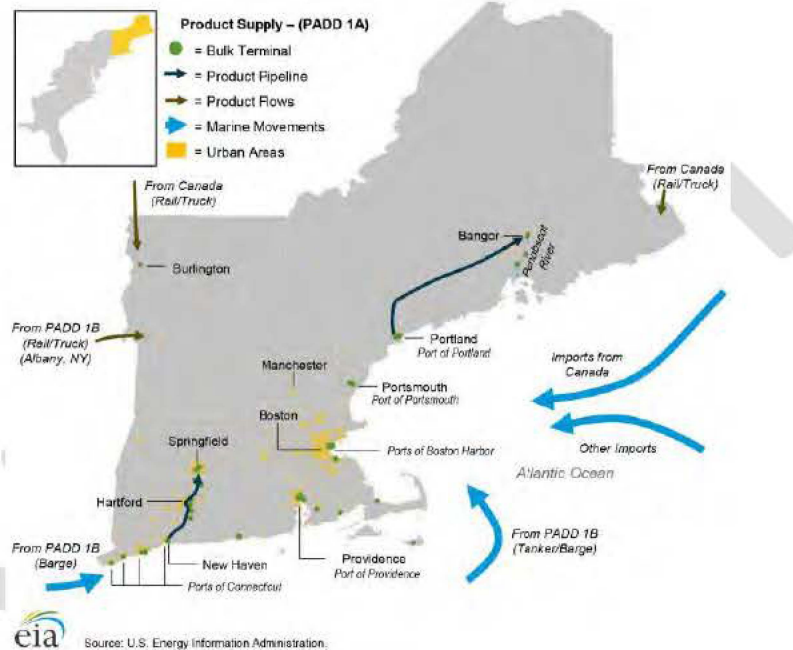 Product Supply – (PADD 1A)
= Bulk Terminal
= Product Pipeline
= Product Flows
= Marine Movements
= Urban Areas
From Canada
(Rail/Truck)
From Canada
(Rail/Truck)
Bangor
Penobscot
River
Burlington
From PADD 1B
(Rail/Truck)
(Albany, NY)
Portland
Port of Portland
Manchester
Imports from
Canada
Portsmouth
Port of Portsmouth
Boston
Springfield
Ports of Boston Harbor
Other Imports
Atlantic Ocean
Hartford
From PADD 1B
(Barge)
New Haven
Ports of Connecticut
Providence
Port of Providence
From PADD 1B
(Tanker/Barge)
eia
Source: U.S. Energy Information Administration.